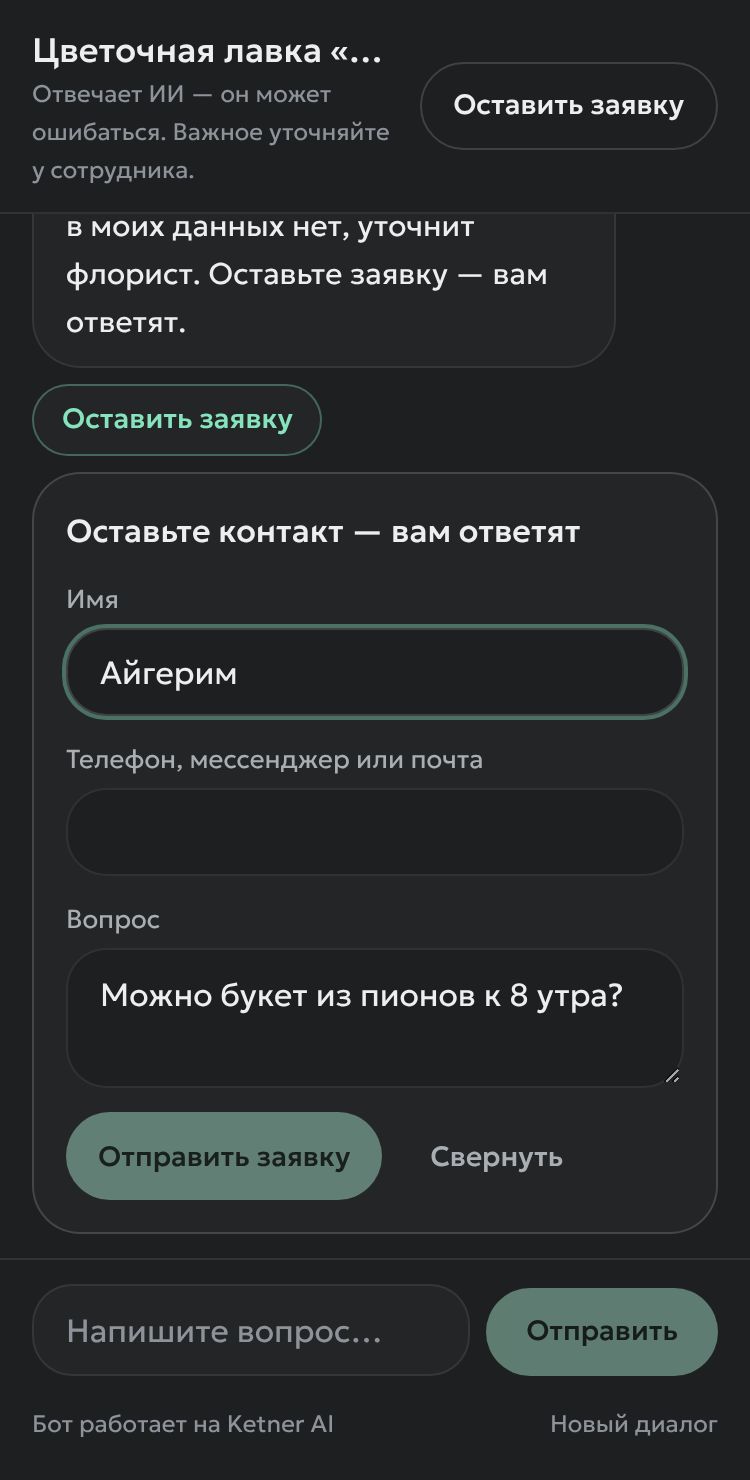 Цветочная лавка «…
Отвечает ИИ — он может
ошибаться. Важное уточняйте
у сотрудника.
Оставить заявку
в моих данных нет, уточнит
флорист. Оставьте заявку — вам
ответят.
Оставить заявку
Оставьте контакт — вам ответят
Имя
Айгерим
Телефон, мессенджер или почта
Вопрос
Можно букет из пионов к 8 утра?
Отправить заявку
Свернуть
Напишите вопрос…
Отправить
Бот работает на Ketner AI
Новый диалог